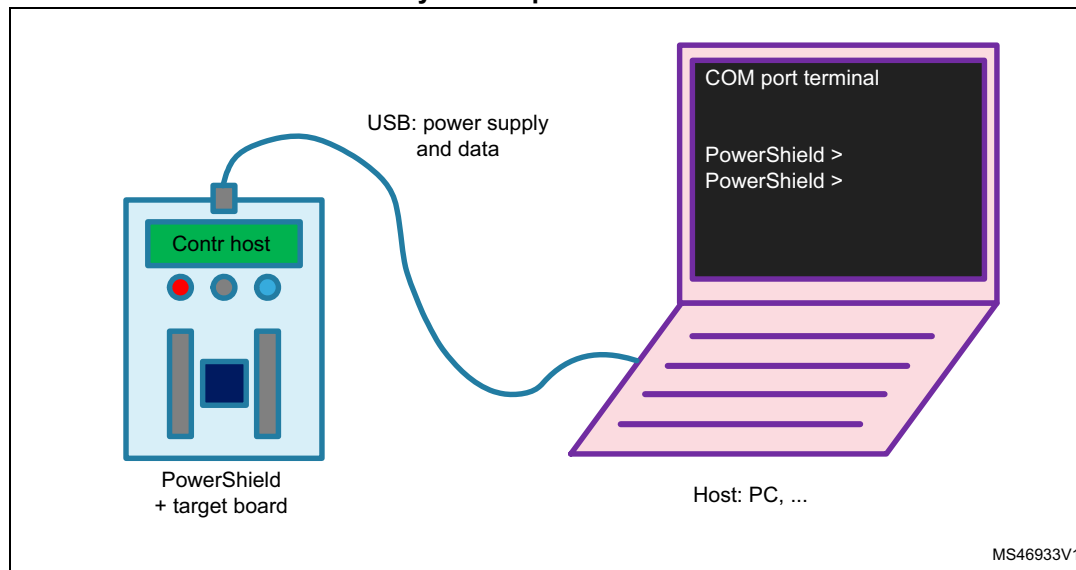 COM port terminal
PowerShield >
PowerShield >
USB: power supply
and data
Contr host
PowerShield
+ target board
Host: PC, ...
MS46933V1